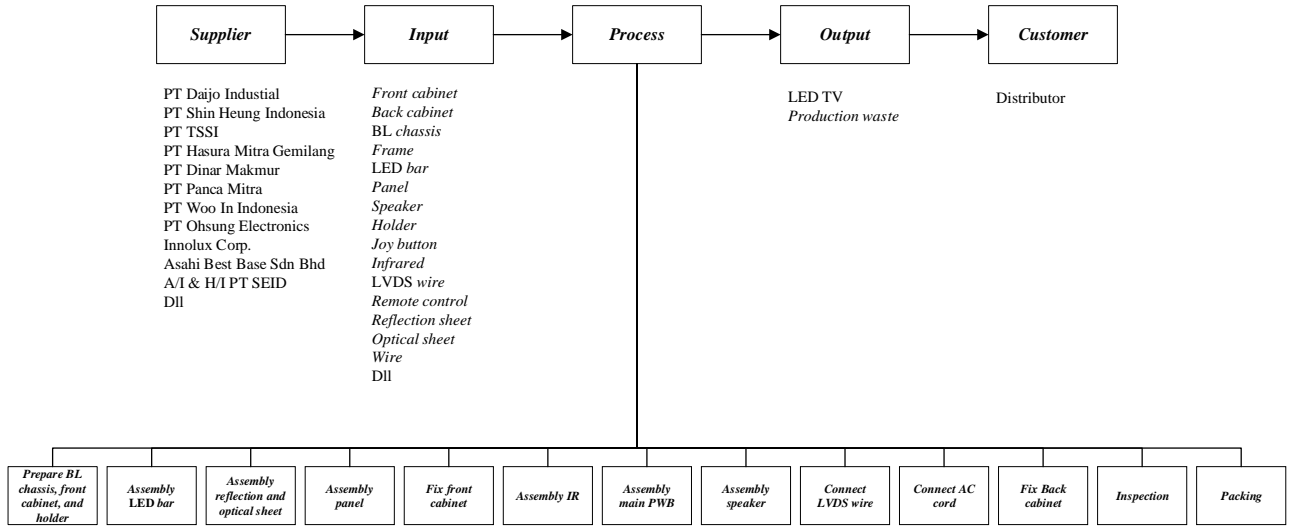 Supplier
Input
Process
Output
Customer
PT Daijo Industial
PT Shin Heung Indonesia
PT TSSI
PT Hasura Mitra Gemilang
PT Dinar Makmur
PT Panca Mitra
PT Woo In Indonesia
PT Ohsung Electronics
Innolux Corp.
Asahi Best Base Sdn Bhd
A/I & H/I PT SEID
Dll
Front cabinet
Back cabinet
BL chassis
Frame
LED bar
Panel
Speaker
Holder
Joy button
Infrared
LVDS wire
Remote control
Reflection sheet
Optical sheet
Wire
Dll
LED TV
Production waste
Distributor
Prepare BL
chassis, front
cabinet, and
holder
Assembly
LED bar
Assembly
reflection and
optical sheet
Assembly
panel
Fix front
cabinet
Assembly IR
Assembly
main PWB
Assembly
speaker
Connect
LVDS wire
Connect AC
cord
Fix Back
cabinet
Inspection
Packing